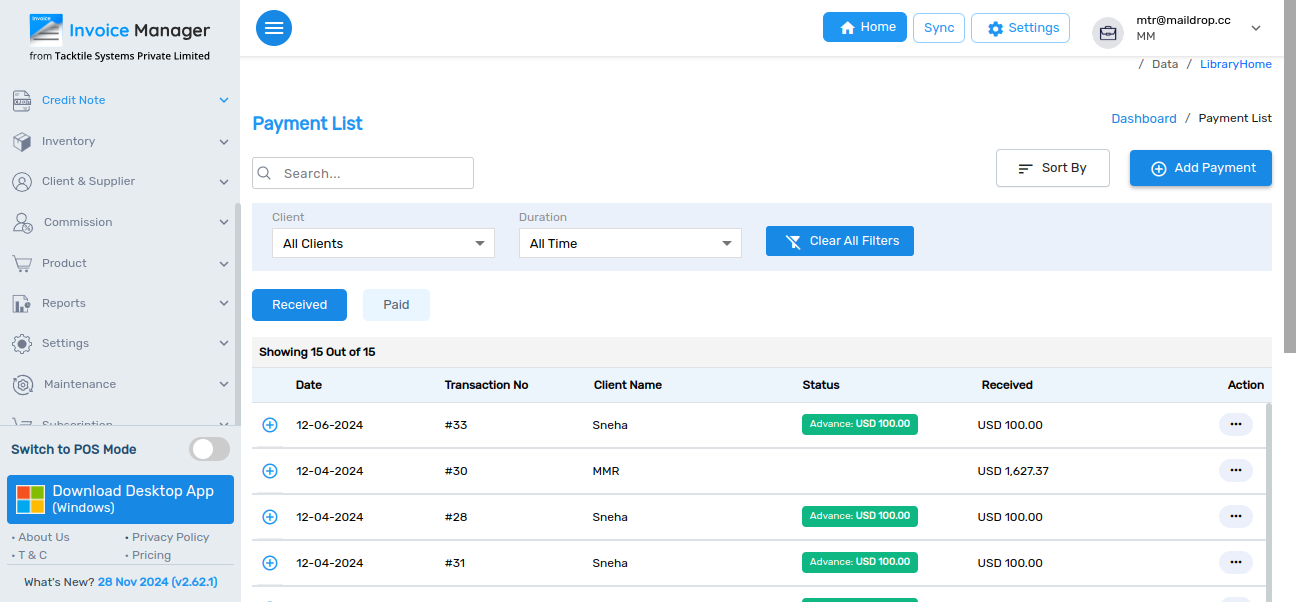 Invoice
Invoice Manager
from Tacktile Systems Private Limited
Credit Note
Inventory
Client & Supplier
Commission
Product
Reports
Settings
Maintenance
Subscription
Switch to POS Mode
Download Desktop App
(Windows)
• About Us
• Privacy Policy
• T & C
• Pricing
What's New? 28 Nov 2024 (v2.62.1)
Home
Sync
Settings
mtr@maildrop.cc
MM
/ Data / LibraryHome
Payment List
Dashboard / Payment List
Search...
Sort By
Add Payment
Client
Duration
All Clients
All Time
Clear All Filters
Received
Paid
Showing 15 Out of 15
Date Transaction No Client Name Status Received Action
12-06-2024 #33 Sneha Advance: USD 100.00 USD 100.00
12-04-2024 #30 MMR USD 1,627.37
12-04-2024 #28 Sneha Advance: USD 100.00 USD 100.00
12-04-2024 #31 Sneha Advance: USD 100.00 USD 100.00